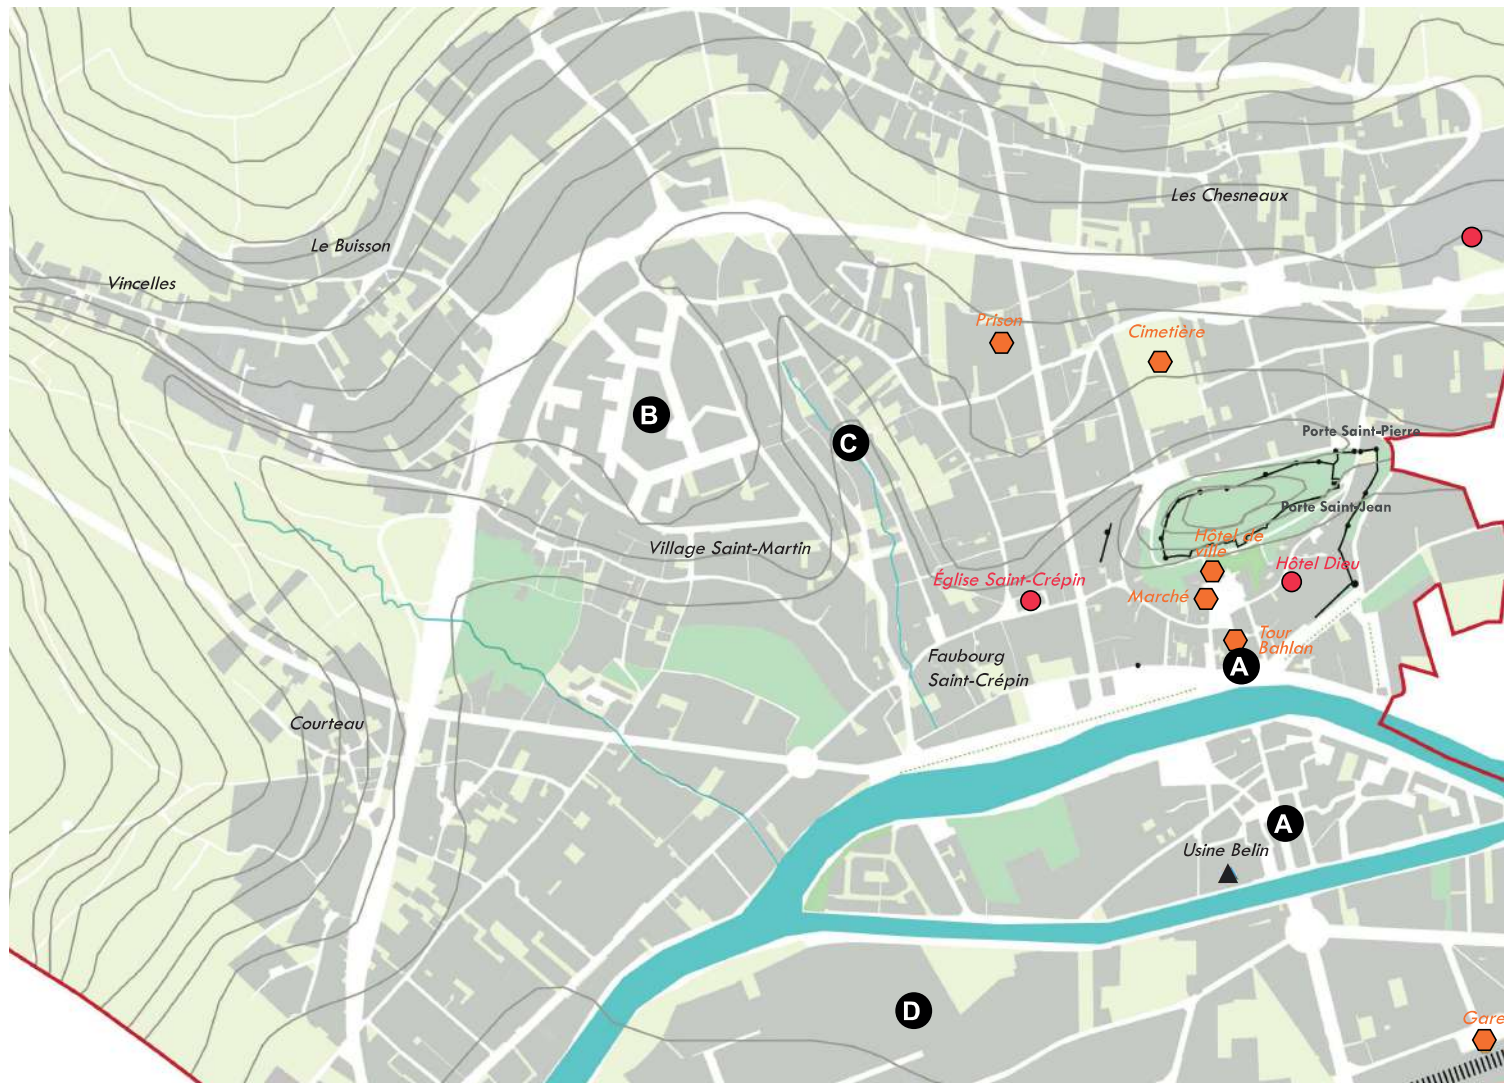 Les Chesneaux
Le Buisson
Vincelles
Prison
Cimetière
B
C
Porte Saint-Pierre
Porte Saint-Jean
Hôtel de
ville
Village Saint-Martin
Hôtel Dieu
Église Saint-Crépin
Marché
Tour
Bahlan
A
Faubourg
Saint-Crépin
Courteau
A
Usine Belin
D
Gare